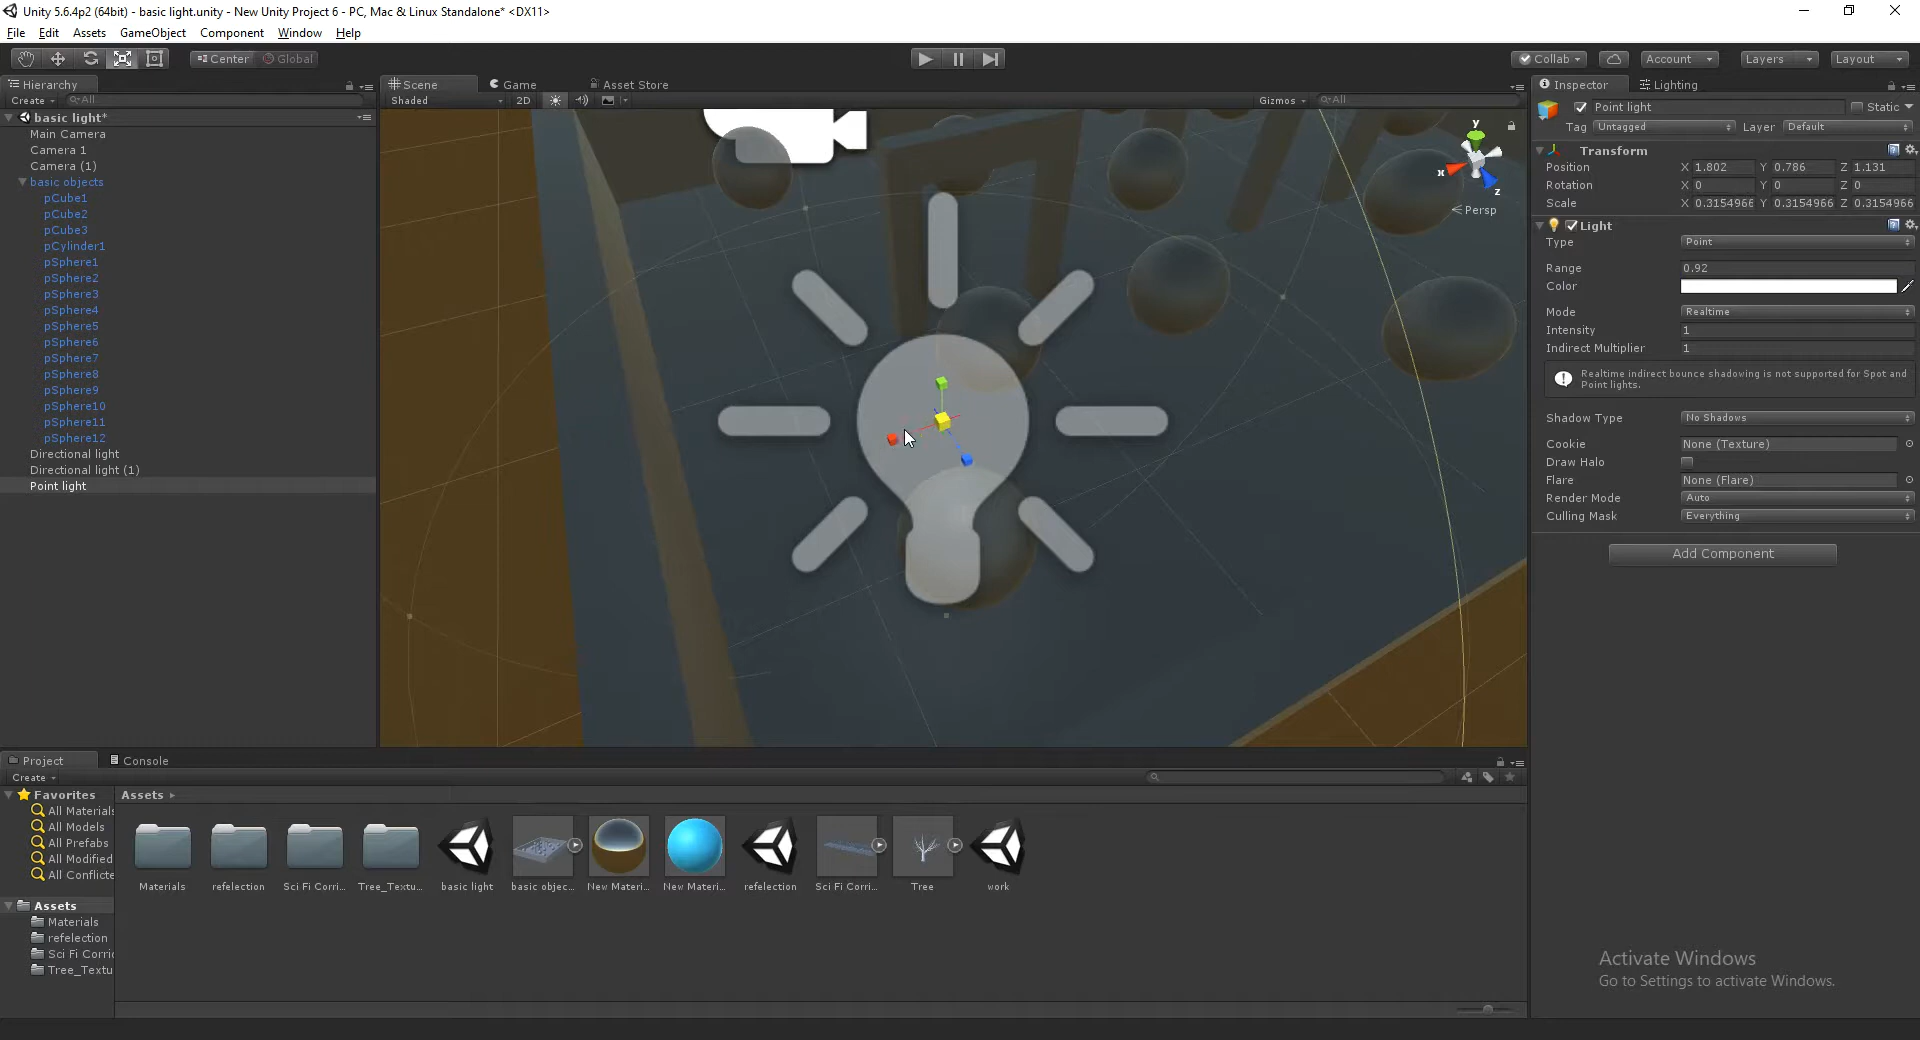 Unity 5.6.4p2 (64bit) - basic light.unity - New Unity Project 6 - PC, Mac & Linux Standalone* <DX11>
File Edit Assets GameObject Component Window Help
Center Global
Collab Account Layers Layout
Hierarchy
Create All
basic light*
Main Camera
Camera 1
Camera (1)
basic objects
pCube1
pCube2
pCube3
pCylinder1
pSphere1
pSphere2
pSphere3
pSphere4
pSphere5
pSphere6
pSphere7
pSphere8
pSphere9
pSphere10
pSphere11
pSphere12
Directional light
Directional light (1)
Point light
Scene Game Asset Store
Shaded 2D Gizmos All
y
x
z
Persp
Inspector Lighting
Point light Static
Tag Untagged Layer Default
Transform
Position X 1.802 Y 0.786 Z 1.131
Rotation X 0 Y 0 Z 0
Scale X 0.3154966 Y 0.3154966 Z 0.3154966
Light
Type Point
Range 0.92
Color
Mode Realtime
Intensity 1
Indirect Multiplier 1
Realtime indirect bounce shadowing is not supported for Spot and
Point lights.
Shadow Type No Shadows
Cookie None (Texture)
Draw Halo
Flare None (Flare)
Render Mode Auto
Culling Mask Everything
Add Component
Project Console
Create
Favorites
All Materials
All Models
All Prefabs
All Modified
All Conflicte
Assets
Materials
refelection
Sci Fi Corri
Tree_Textu
Assets
Materials refelection Sci Fi Corri... Tree_Textu... basic light basic objec... New Materi... New Materi... refelection Sci Fi Corri... Tree work
Activate Windows
Go to Settings to activate Windows.